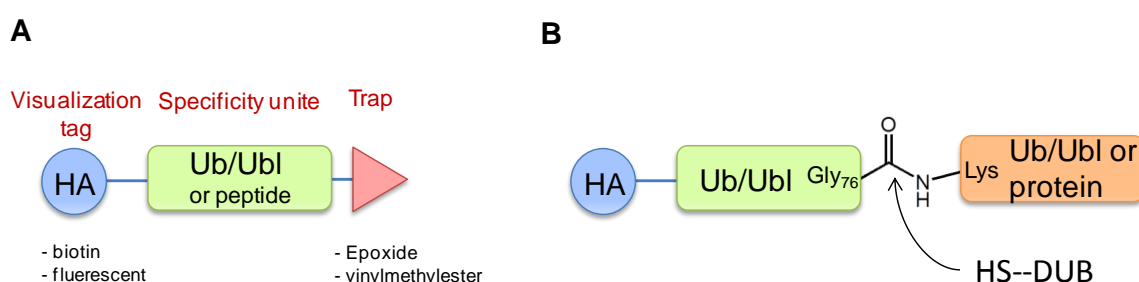 A
Visualization
tag
Specificity unite
Trap
HA
Ub/Ubl
or peptide
- biotin
- fluerescent
- Epoxide
- vinylmethylester
B
HA
Ub/Ubl Gly76
O
N
H
Lys
Ub/Ubl or
protein
HS--DUB